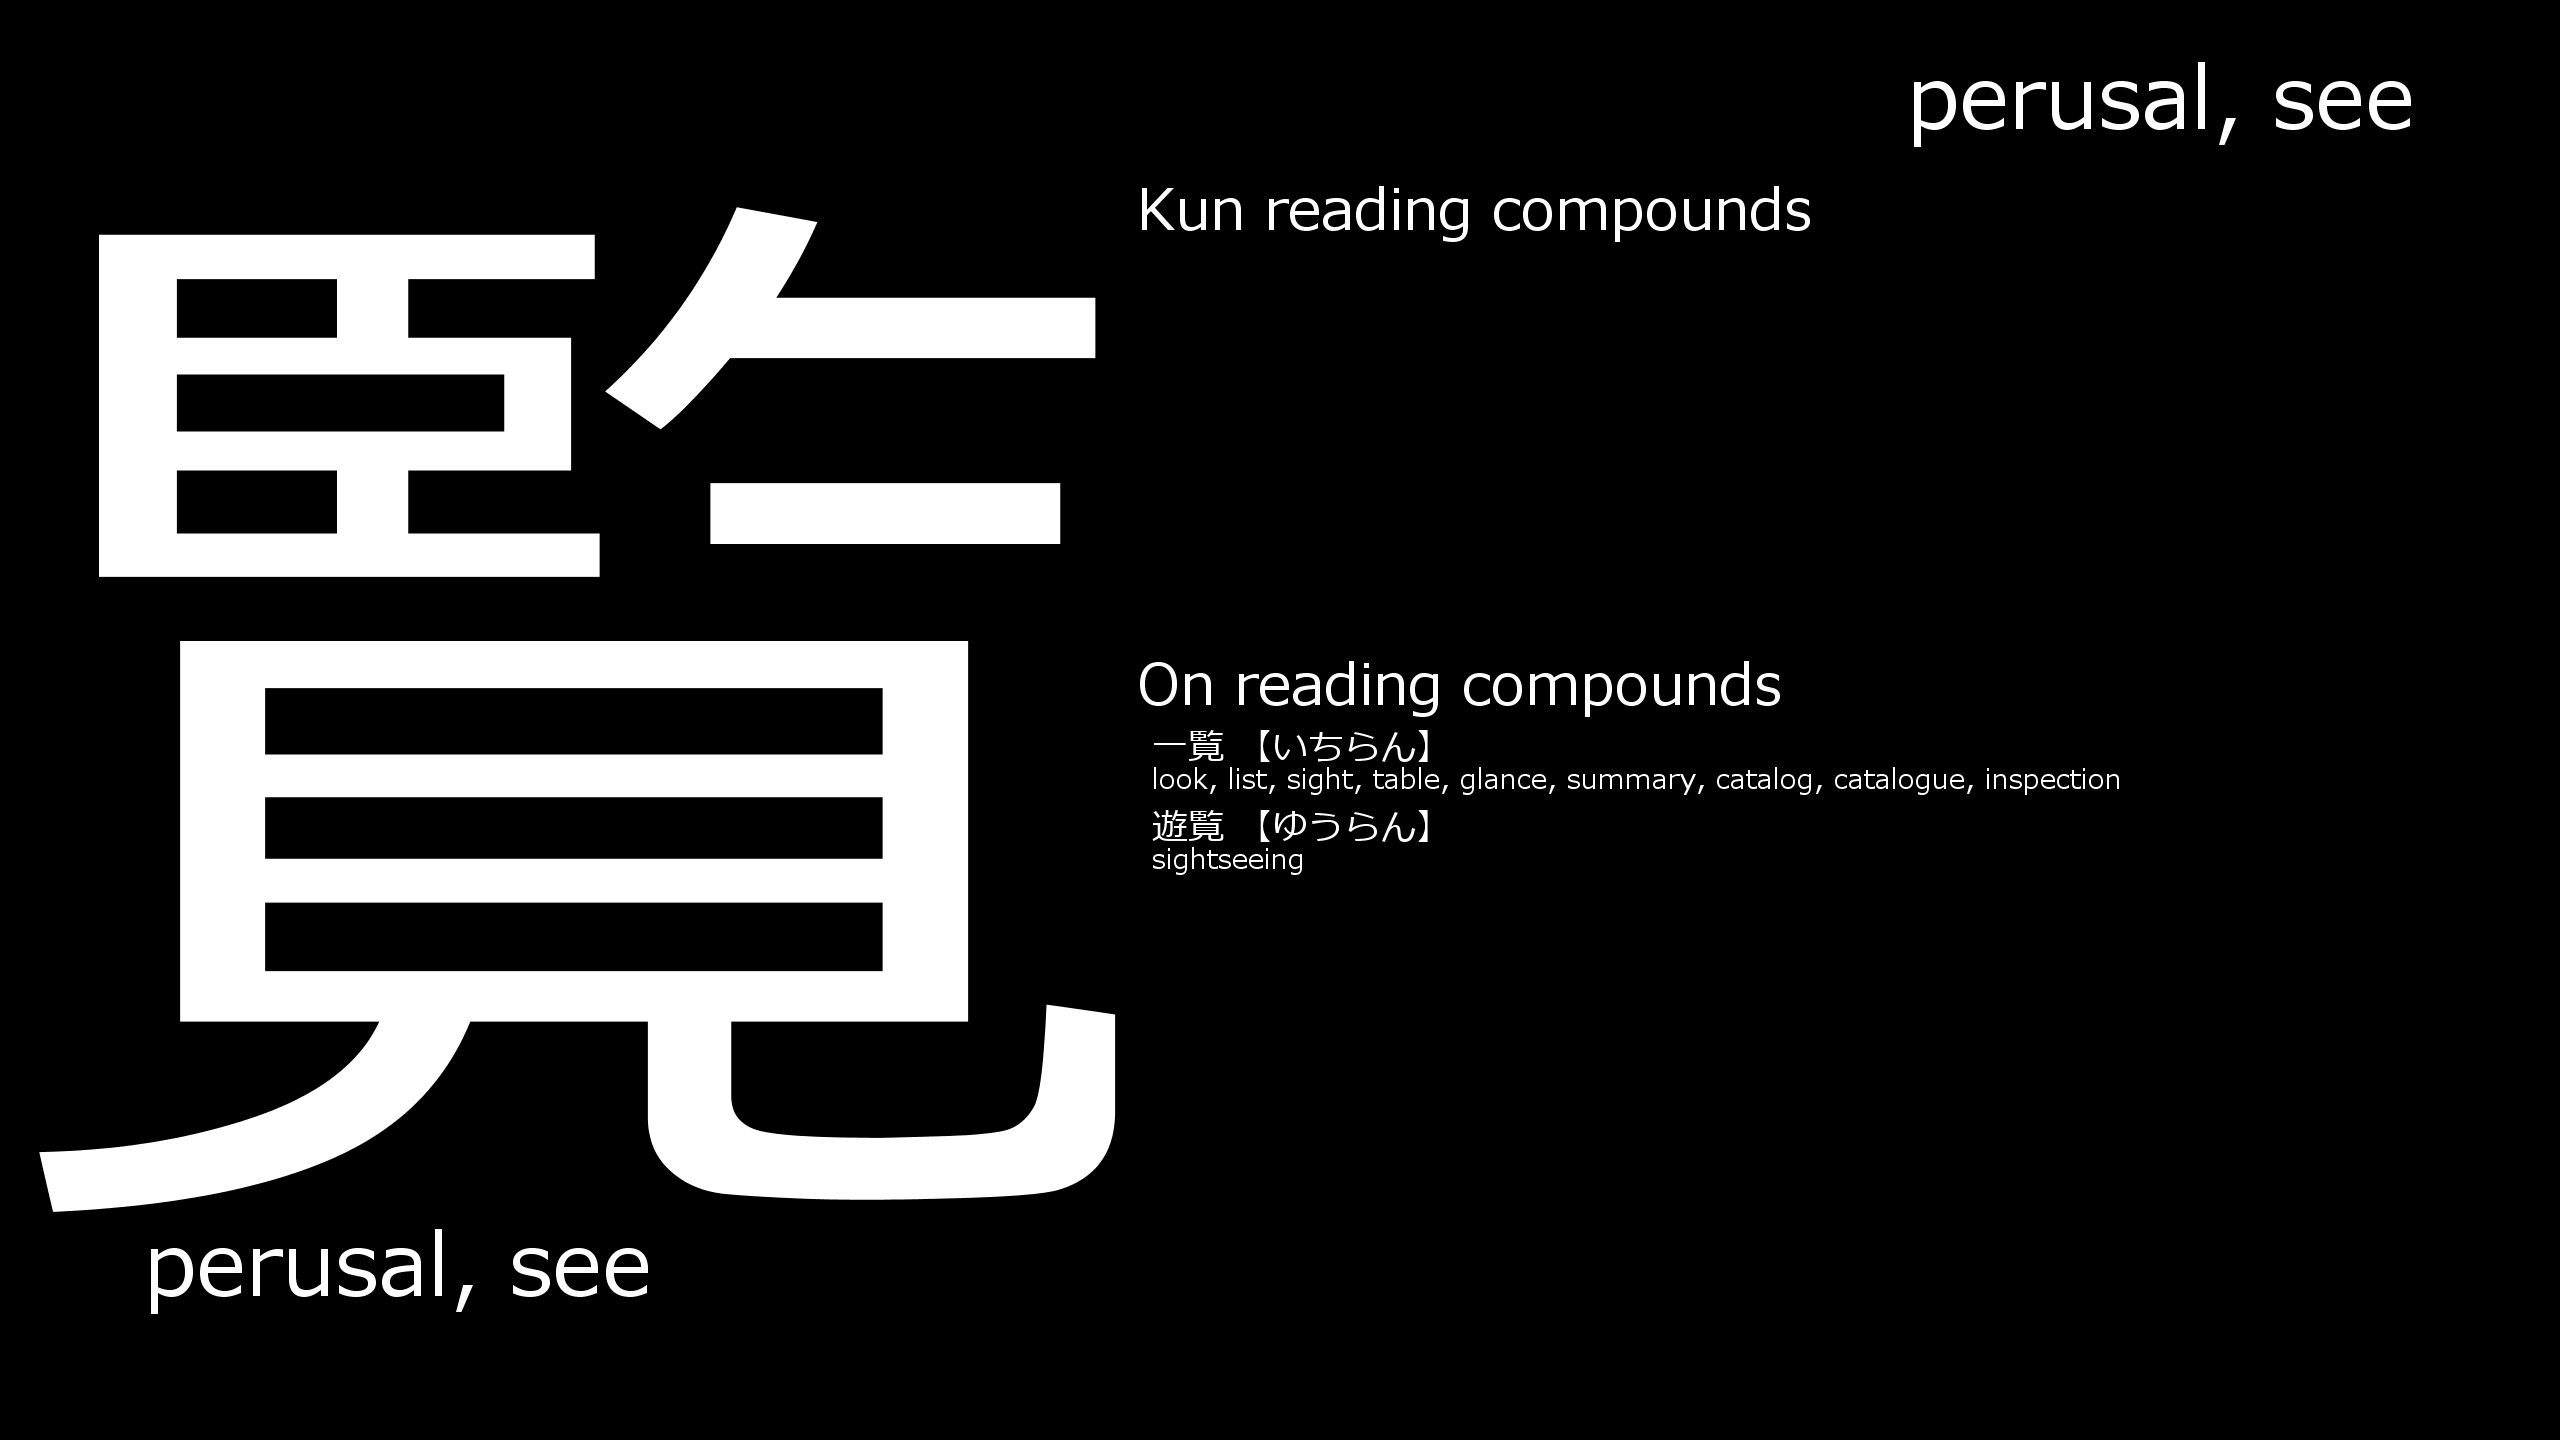 perusal, see
覧
Kun reading compounds
On reading compounds
一覧 【いちらん】
look, list, sight, table, glance, summary, catalog, catalogue, inspection
遊覧 【ゆうらん】
sightseeing
perusal, see